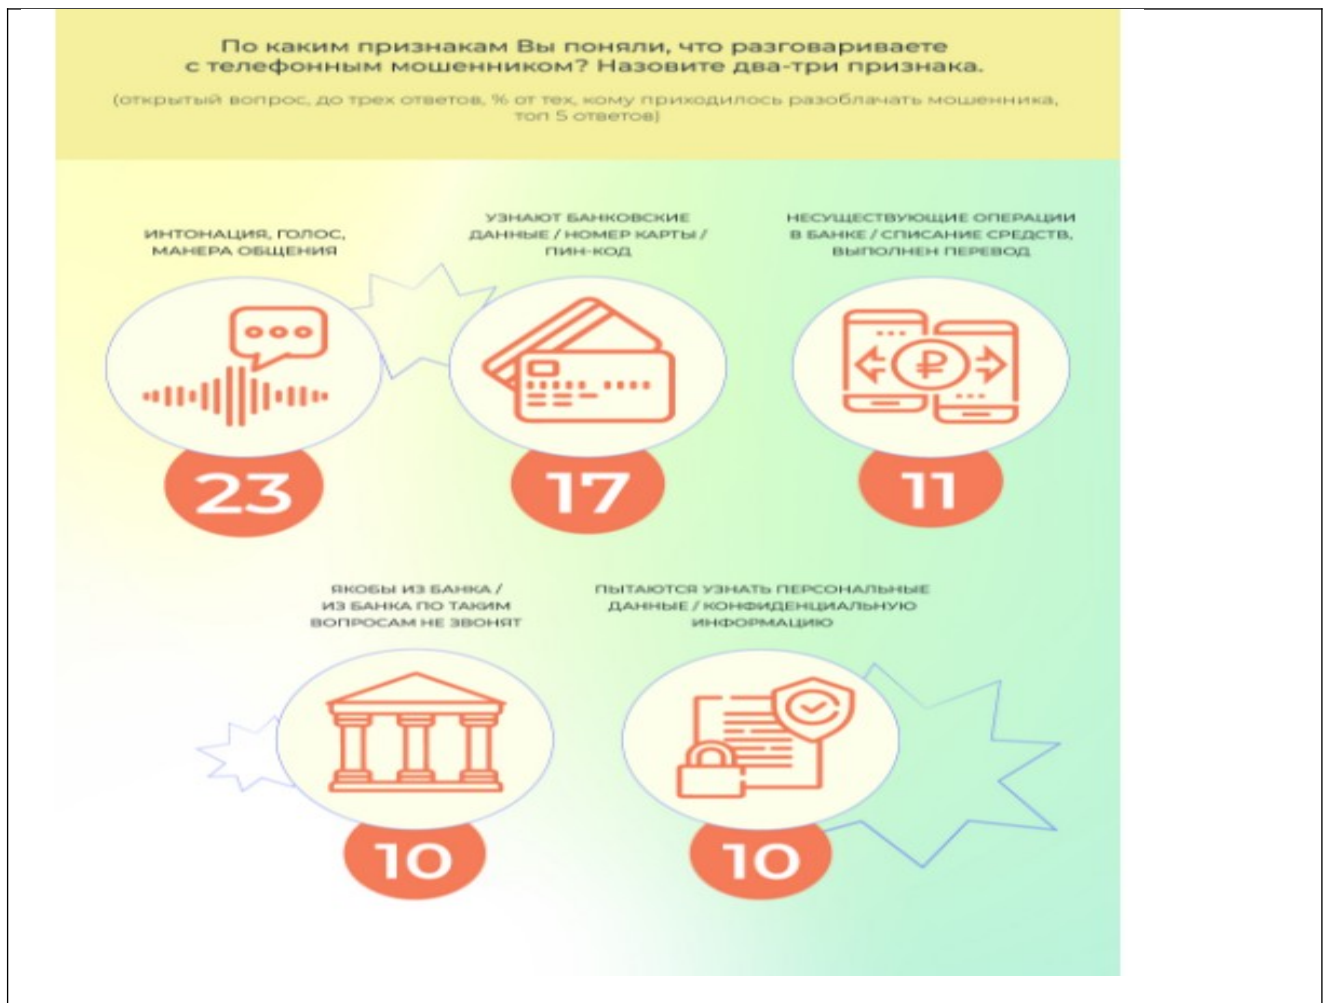 По каким признакам Вы поняли, что разговариваете
с телефонным мошенником? Назовите два-три признака.
(открытый вопрос, до трех ответов, % от тех, кому приходилось разоблачать мошенника,
топ 5 ответов)
ИНТОНАЦИЯ, ГОЛОС,
МАНЕРА ОБЩЕНИЯ
23
УЗНАЮТ БАНКОВСКИЕ
ДАННЫЕ / НОМЕР КАРТЫ /
ПИН-КОД
17
НЕСУЩЕСТВУЮЩИЕ ОПЕРАЦИИ
В БАНКЕ / СПИСАНИЕ СРЕДСТВ,
ВЫПОЛНЕН ПЕРЕВОД
11
ЯКОБЫ ИЗ БАНКА /
ИЗ БАНКА ПО ТАКИМ
ВОПРОСАМ НЕ ЗВОНЯТ
10
ПЫТАЮТСЯ УЗНАТЬ ПЕРСОНАЛЬНЫЕ
ДАННЫЕ / КОНФИДЕНЦИАЛЬНУЮ
ИНФОРМАЦИЮ
10